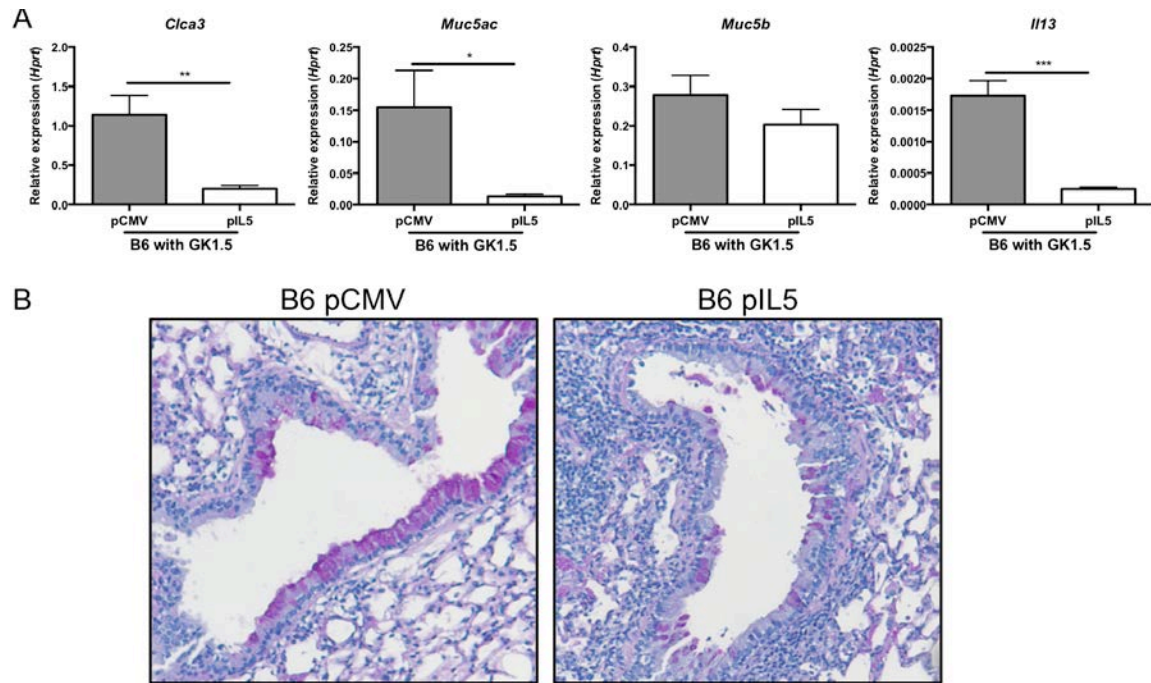 A
Clca3
Relative expression (Hprt)
2.0
1.5
1.0
0.5
0.0
**
pCMV
pIL5
B6 with GK1.5
Muc5ac
Relative expression (Hprt)
0.25
0.20
0.15
0.10
0.05
0.00
*
pCMV
pIL5
B6 with GK1.5
Muc5b
Relative expression (Hprt)
0.4
0.3
0.2
0.1
0.0
pCMV
pIL5
B6 with GK1.5
Il13
Relative expression (Hprt)
0.0025
0.0020
0.0015
0.0010
0.0005
0.0000
***
pCMV
pIL5
B6 with GK1.5
B
B6 pCMV
B6 pIL5